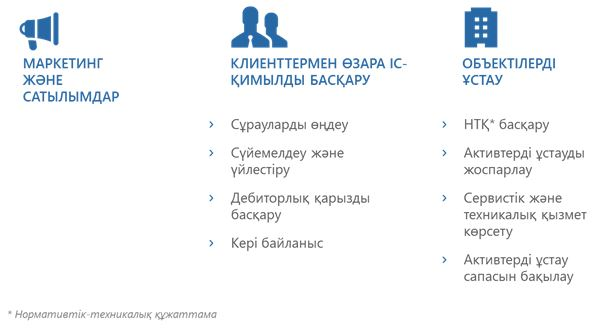 МАРКЕТИНГ
ЖӘНЕ
САТЫЛЫМДАР
КЛИЕНТТЕРМЕН ӨЗАРА ІС-
ҚИМЫЛДЫ БАСҚАРУ
› Сұрауларды өңдеу
› Сүйемелдеу және
үйлестіру
› Дебиторлық қарызды
басқару
› Кері байланыс
ОБЪЕКТІЛЕРДІ
ҰСТАУ
› НТҚ* басқару
› Активтерді ұстауды
жоспарлау
› Сервистік және
техникалық қызмет
көрсету
› Активтерді ұстау
сапасын бақылау
* Нормативтік-техникалық құжаттама